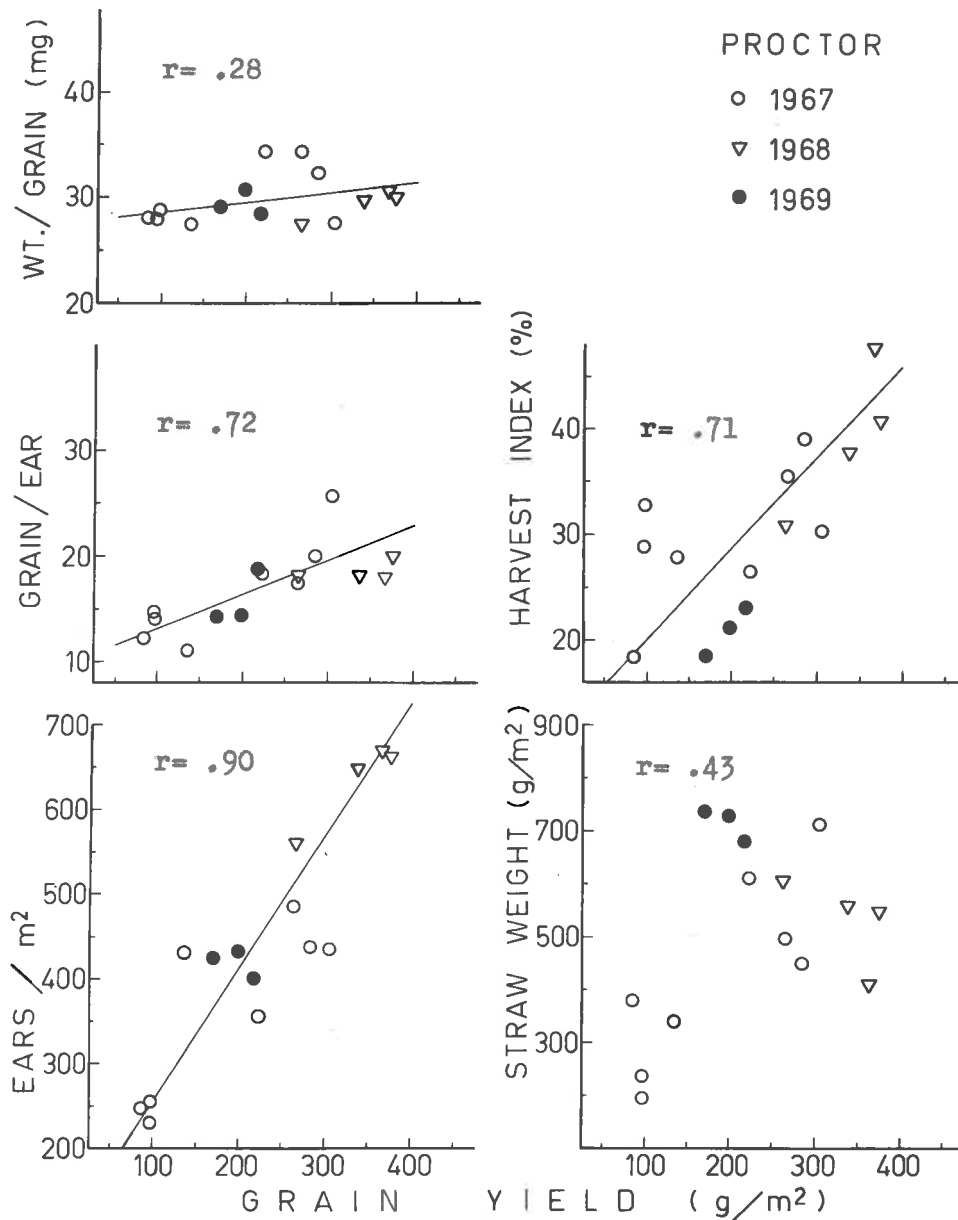 PROCTOR
1967
1968
1969
WT./GRAIN (mg)
40
30
20
r= .28
GRAIN/EAR
30
20
10
r= .72
HARVEST INDEX (%)
40
30
20
r= .71
EARS / m²
700
600
500
400
300
200
r= .90
STRAW WEIGHT (g/m²)
900
700
500
300
r= .43
100 200 300 400
100 200 300 400
GRAIN YIELD (g/m²)